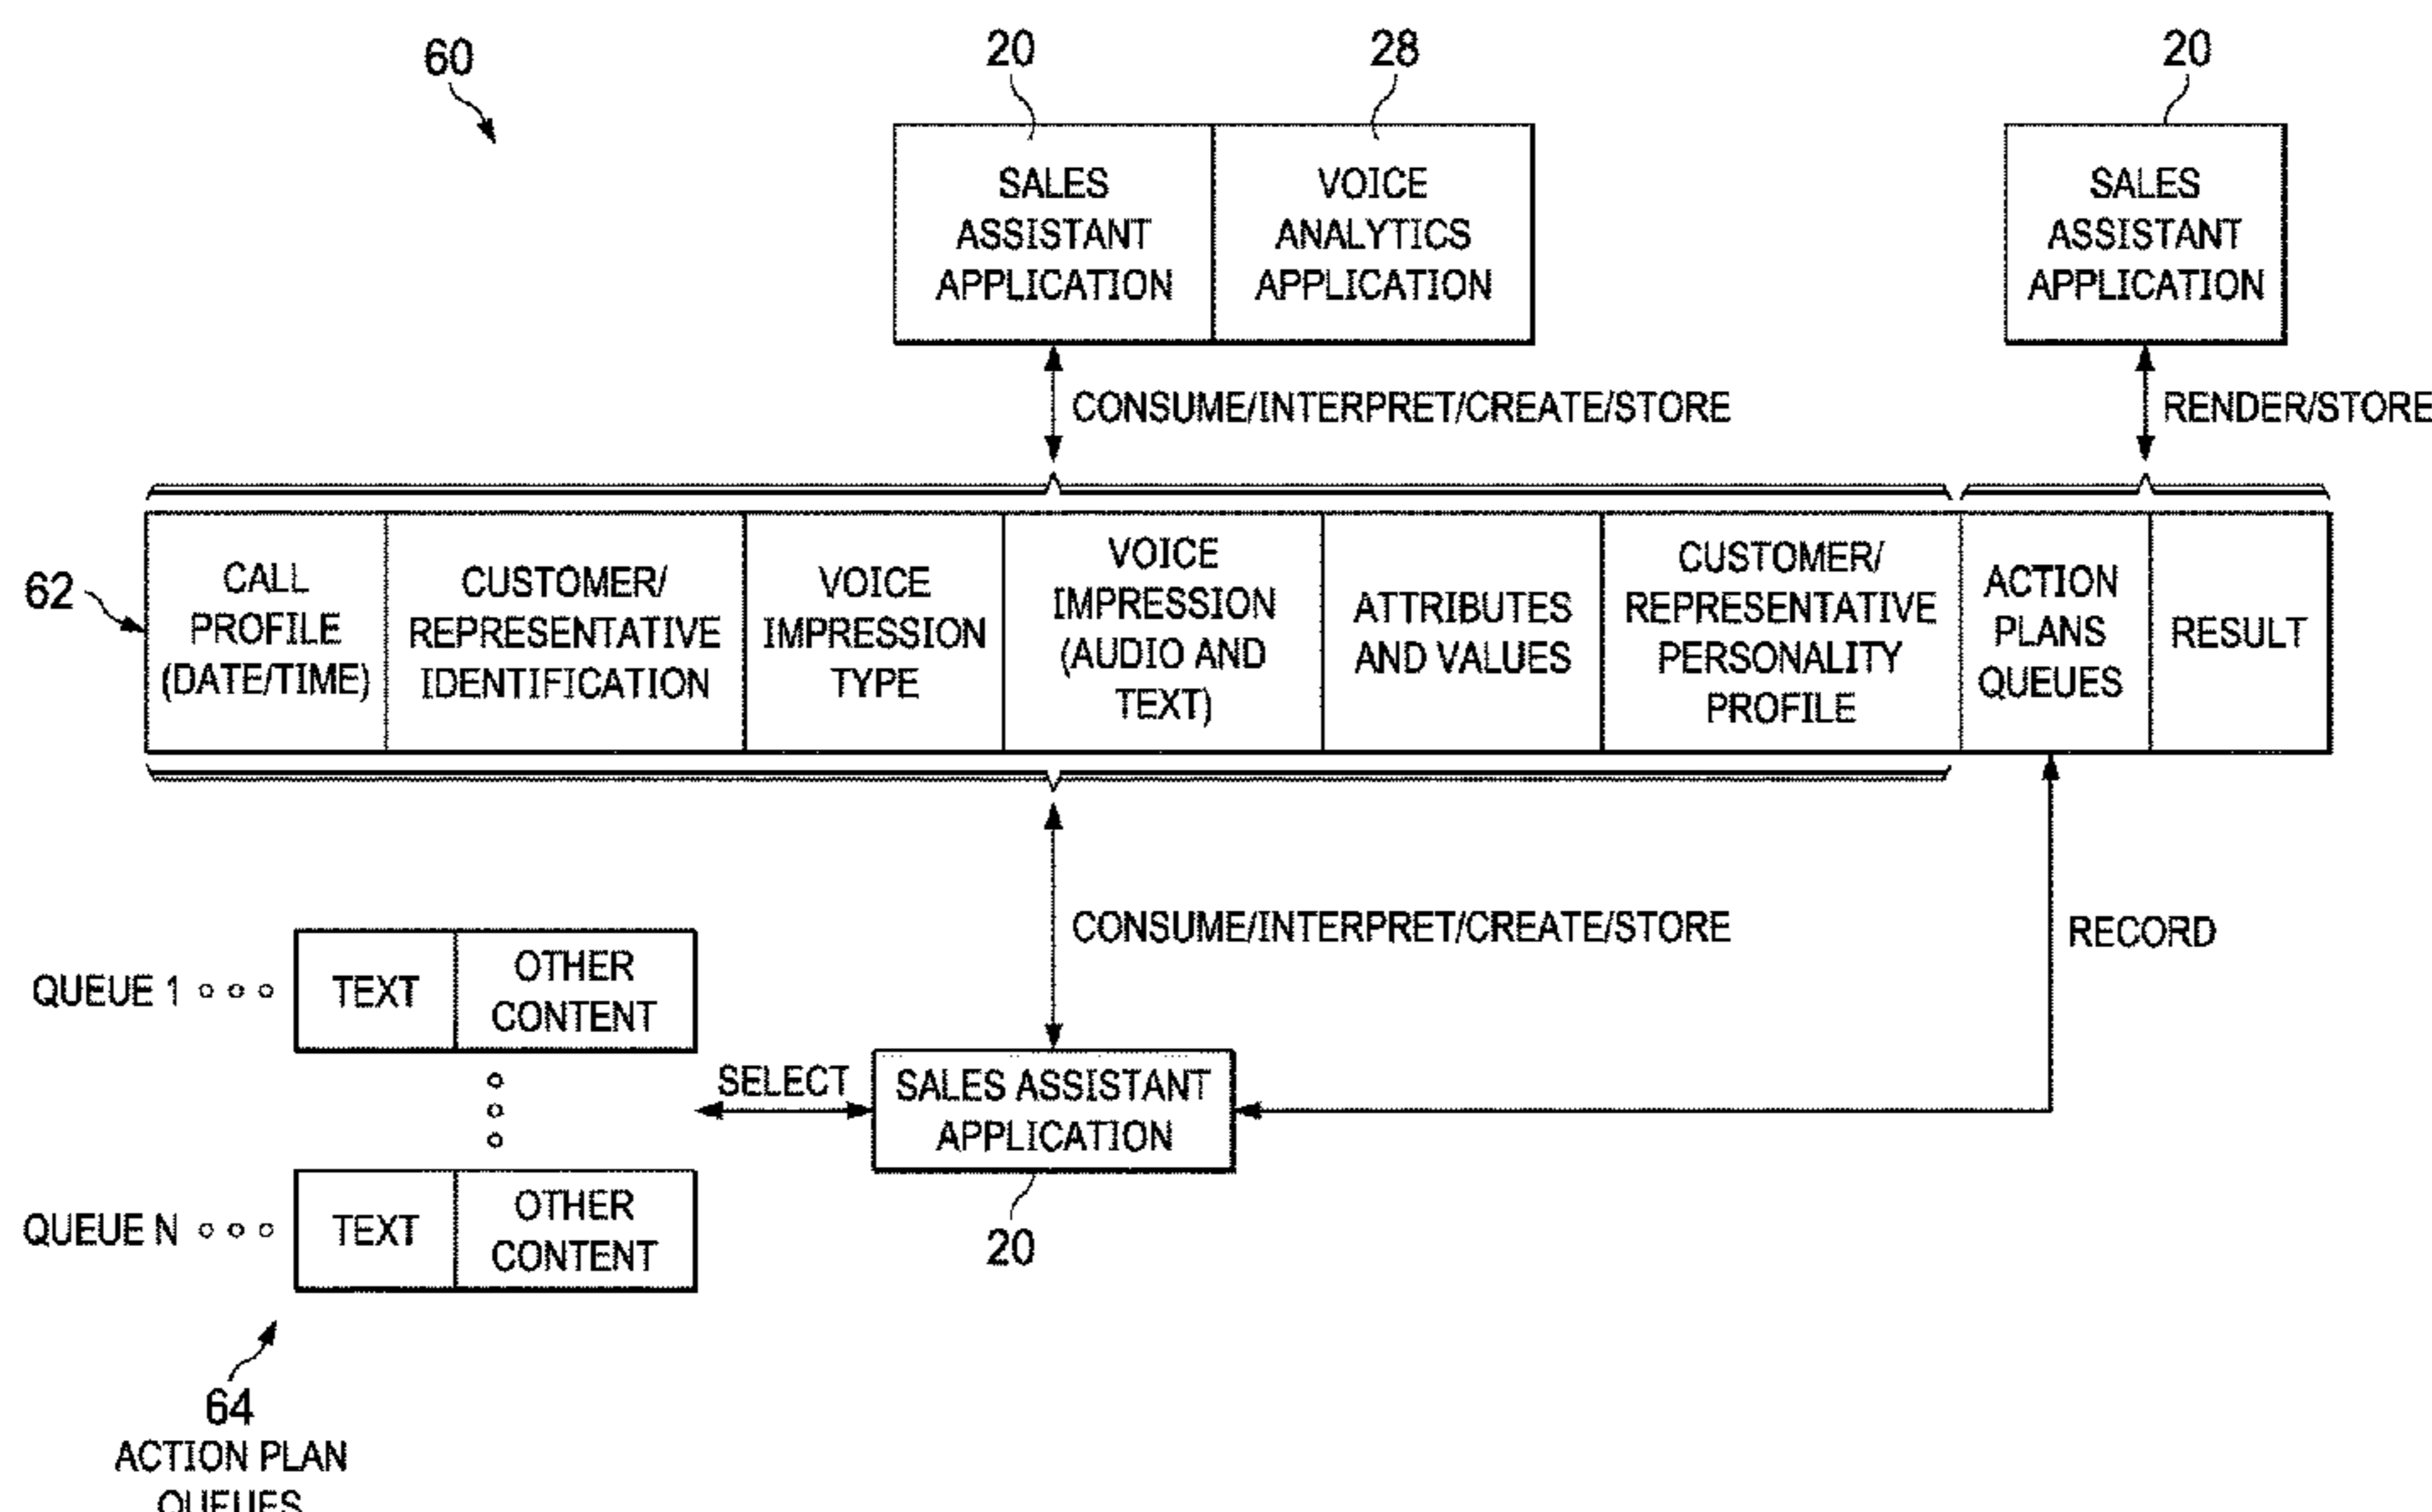 60
20
28
20
SALES
ASSISTANT
APPLICATION
VOICE
ANALYTICS
APPLICATION
SALES
ASSISTANT
APPLICATION
CONSUME/INTERPRET/CREATE/STORE
RENDER/STORE
62
CALL
PROFILE
(DATE/TIME)
CUSTOMER/
REPRESENTATIVE
IDENTIFICATION
VOICE
IMPRESSION
TYPE
VOICE
IMPRESSION
(AUDIO AND
TEXT)
ATTRIBUTES
AND VALUES
CUSTOMER/
REPRESENTATIVE
PERSONALITY
PROFILE
ACTION
PLANS
QUEUES
RESULT
CONSUME/INTERPRET/CREATE/STORE
RECORD
QUEUE 1
TEXT
OTHER
CONTENT
SELECT
SALES ASSISTANT
APPLICATION
20
QUEUE N
TEXT
OTHER
CONTENT
64
ACTION PLAN
QUEUES